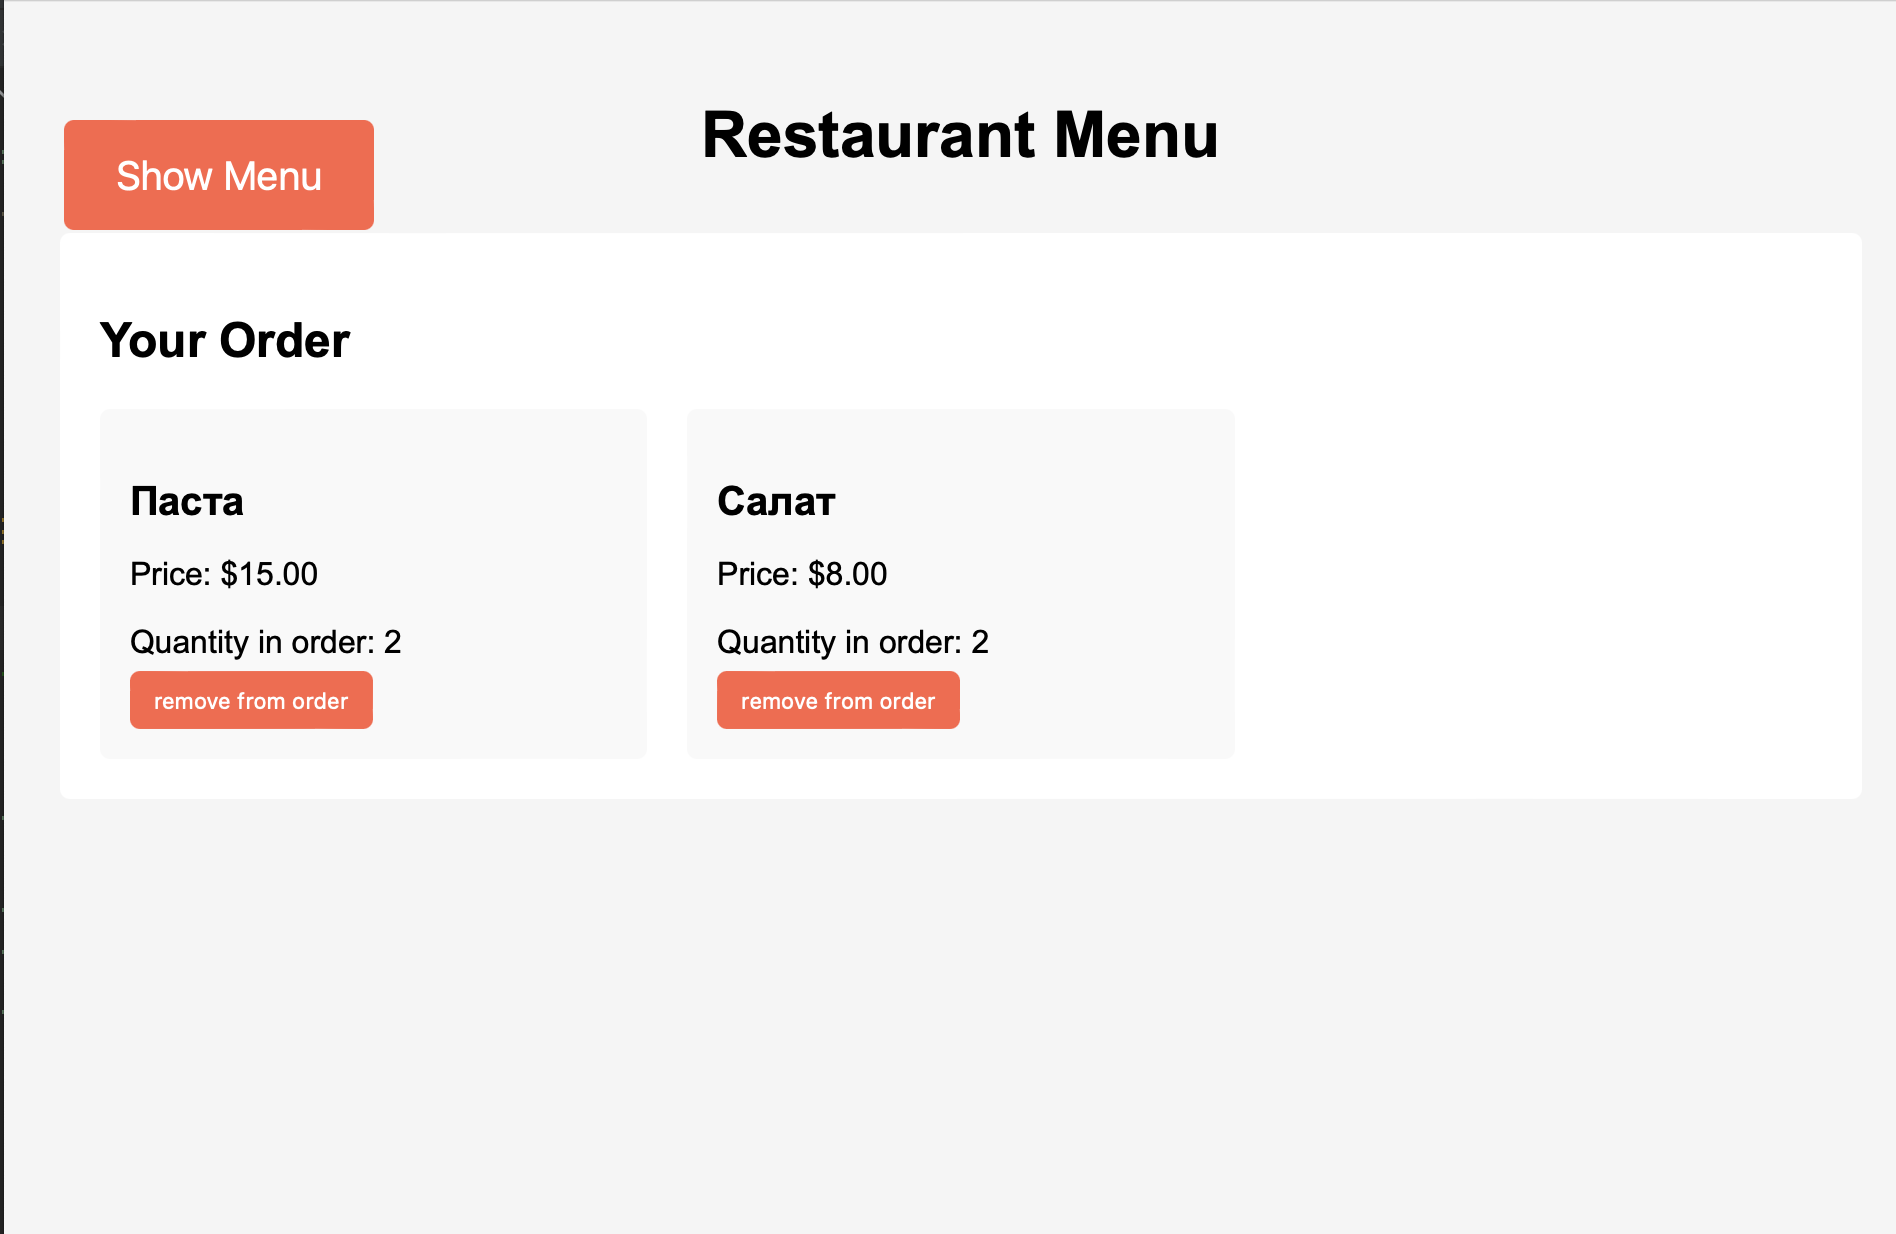 Restaurant Menu
Show Menu
Your Order
Паста
Price: $15.00
Quantity in order: 2
remove from order
Салат
Price: $8.00
Quantity in order: 2
remove from order